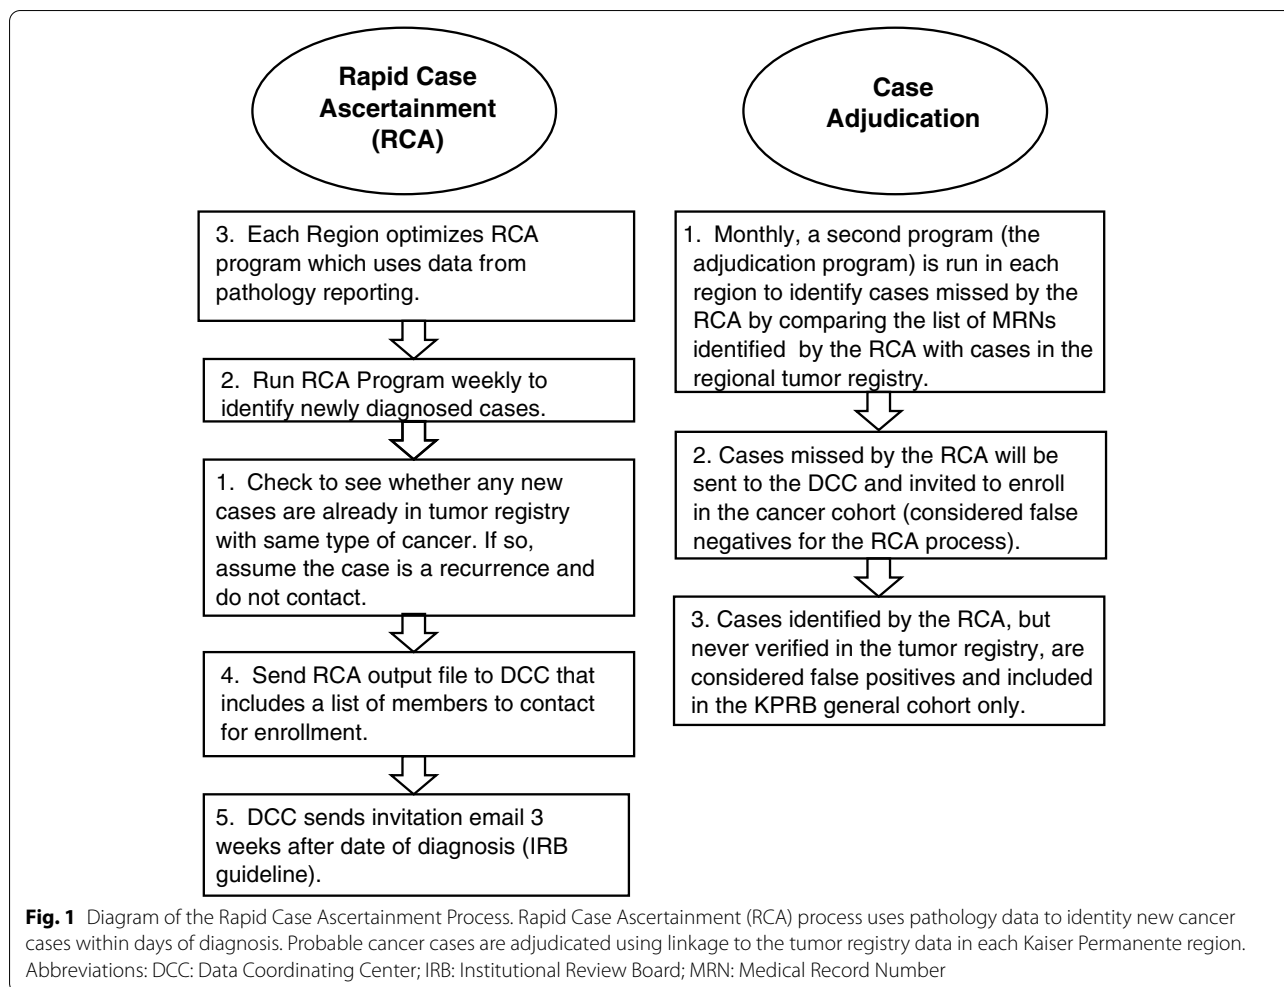 Rapid Case
Ascertainment
(RCA)
3. Each Region optimizes RCA
program which uses data from
pathology reporting.
2. Run RCA Program weekly to
identify newly diagnosed cases.
1. Check to see whether any new
cases are already in tumor registry
with same type of cancer. If so,
assume the case is a recurrence and
do not contact.
4. Send RCA output file to DCC that
includes a list of members to contact
for enrollment.
5. DCC sends invitation email 3
weeks after date of diagnosis (IRB
guideline).
Case
Adjudication
1. Monthly, a second program (the
adjudication program) is run in each
region to identify cases missed by the
RCA by comparing the list of MRNs
identified by the RCA with cases in the
regional tumor registry.
2. Cases missed by the RCA will be
sent to the DCC and invited to enroll
in the cancer cohort (considered false
negatives for the RCA process).
3. Cases identified by the RCA, but
never verified in the tumor registry, are
considered false positives and included
in the KPRB general cohort only.
Fig. 1 Diagram of the Rapid Case Ascertainment Process. Rapid Case Ascertainment (RCA) process uses pathology data to identity new cancer
cases within days of diagnosis. Probable cancer cases are adjudicated using linkage to the tumor registry data in each Kaiser Permanente region.
Abbreviations: DCC: Data Coordinating Center; IRB: Institutional Review Board; MRN: Medical Record Number